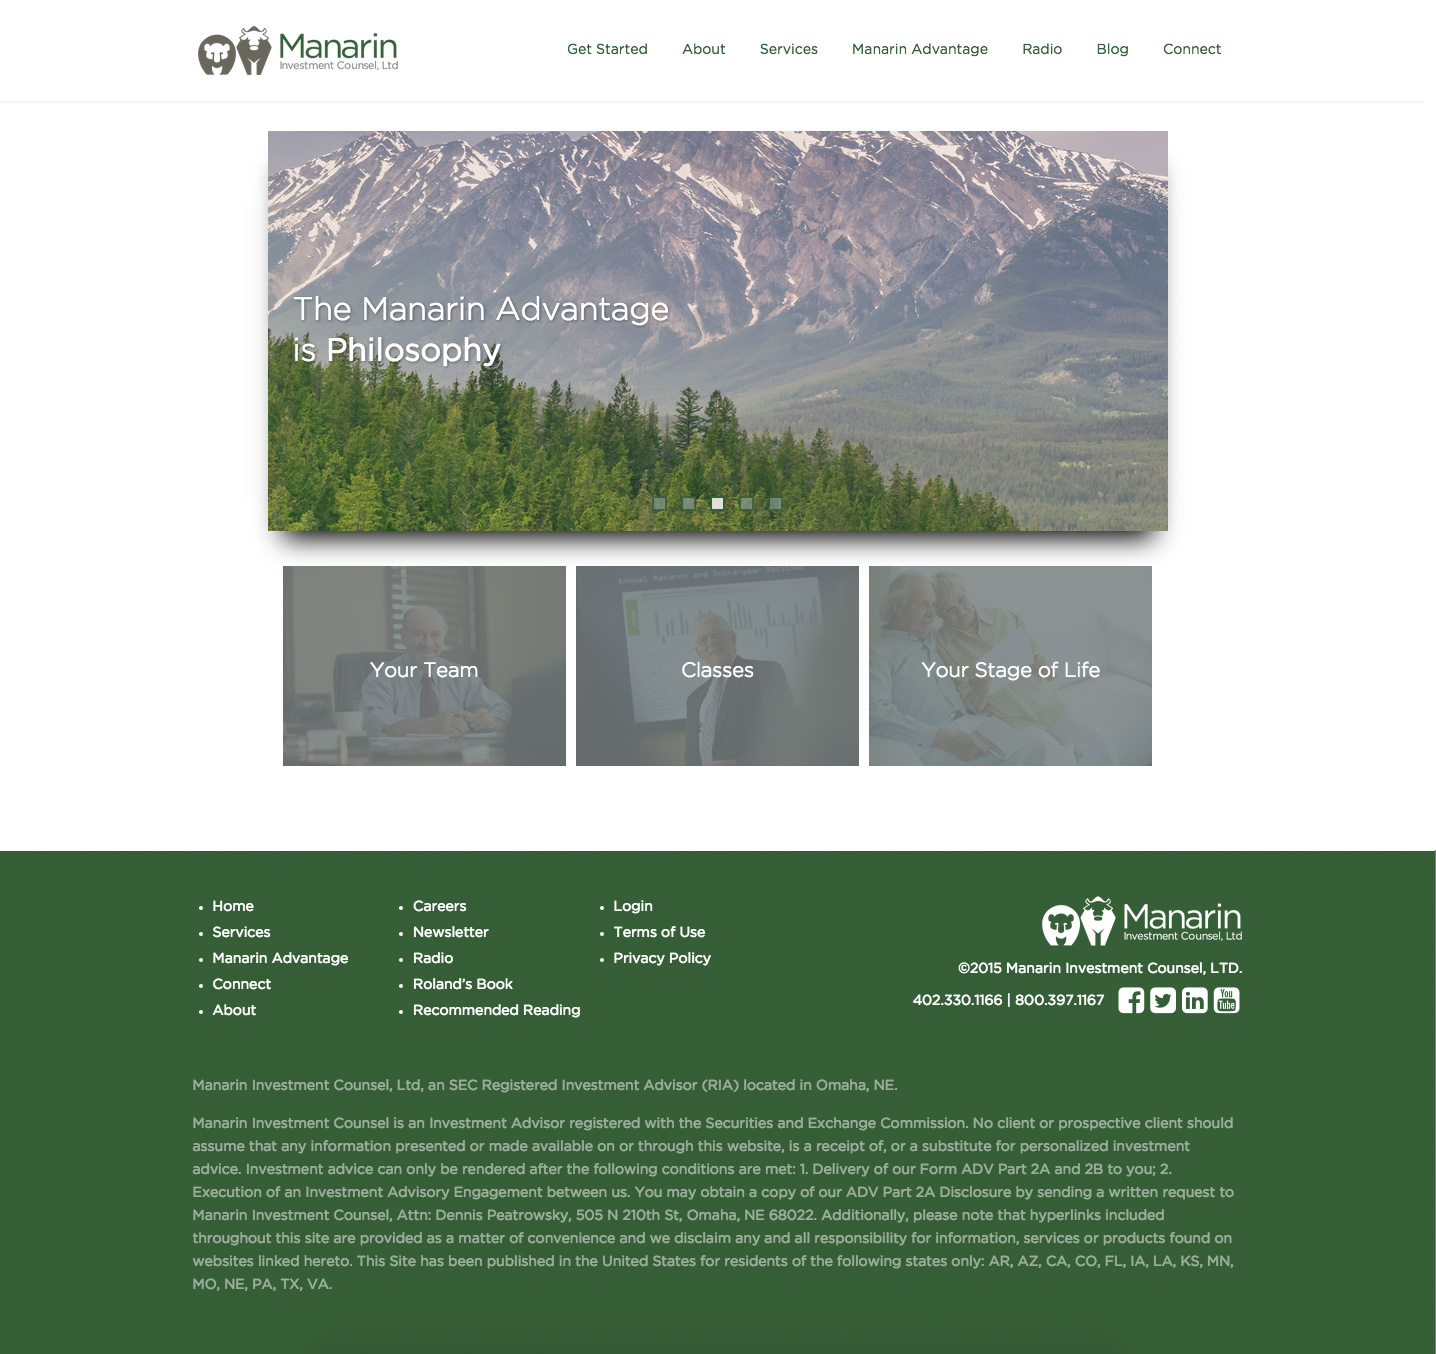 Manarin
Investment Counsel, Ltd
Get Started
About
Services
Manarin Advantage
Radio
Blog
Connect
The Manarin Advantage
is Philosophy
Annual Returns and
Declines
Your Team
Classes
Your Stage of Life
Home
Services
Manarin Advantage
Connect
About
Careers
Newsletter
Radio
Roland's Book
Recommended Reading
Login
Terms of Use
Privacy Policy
Manarin
Investment Counsel, Ltd
©2015 Manarin Investment Counsel, LTD.
402.330.1166 | 800.397.1167
You
Tube
Manarin Investment Counsel, Ltd, an SEC Registered Investment Advisor (RIA) located in Omaha, NE.
Manarin Investment Counsel is an Investment Advisor registered with the Securities and Exchange Commission. No client or prospective client should
assume that any information presented or made available on or through this website, is a receipt of, or a substitute for personalized investment
advice. Investment advice can only be rendered after the following conditions are met: 1. Delivery of our Form ADV Part 2A and 2B to you; 2.
Execution of an Investment Advisory Engagement between us. You may obtain a copy of our ADV Part 2A Disclosure by sending a written request to
Manarin Investment Counsel, Attn: Dennis Peatrowsky, 505 N 210th St, Omaha, NE 68022. Additionally, please note that hyperlinks included
throughout this site are provided as a matter of convenience and we disclaim any and all responsibility for information, services or products found on
websites linked hereto. This Site has been published in the United States for residents of the following states only: AR, AZ, CA, CO, FL, IA, LA, KS, MN,
MO, NE, PA, TX, VA.